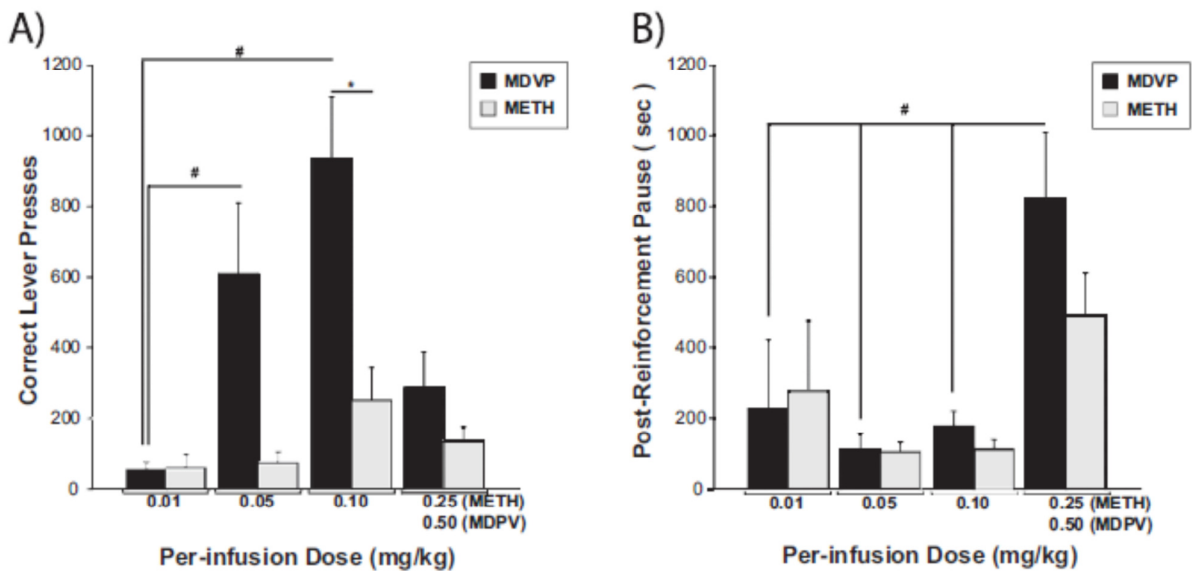 A)
Correct Lever Presses
1200
1000
800
600
400
200
0
#
#
*
MDVP
METH
0.01
0.05
0.10
0.25 (METH)
0.50 (MDPV)
Per-infusion Dose (mg/kg)
B)
Post-Reinforcement Pause ( sec )
1200
1000
800
600
400
200
0
#
MDVP
METH
0.01
0.05
0.10
0.25 (METH)
0.50 (MDPV)
Per-infusion Dose (mg/kg)